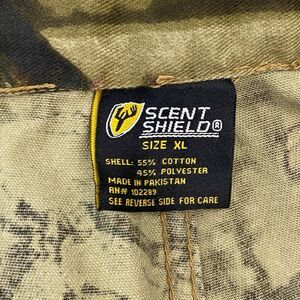 SCENT
SHIELD®
SIZE XL
SHELL: 55% COTTON
45% POLYESTER
MADE IN PAKISTAN
RN# 102289
SEE REVERSE SIDE FOR CARE